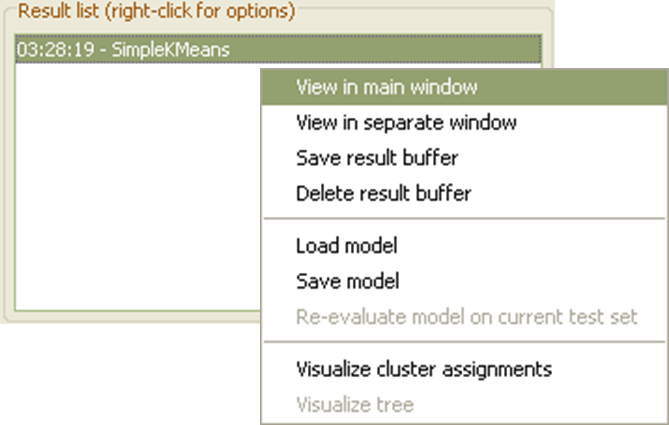 Result list (right-click for options)
03:28:19 - SimpleKMeans
View in main window
View in separate window
Save result buffer
Delete result buffer
Load model
Save model
Re-evaluate model on current test set
Visualize cluster assignments
Visualize tree